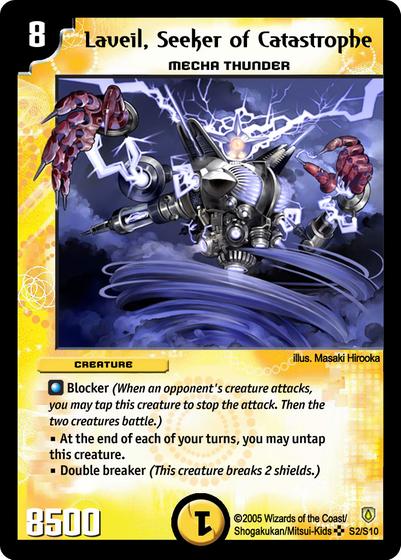 8
Laveil, Seeker of Catastrophe
MECHA THUNDER
illus. Masaki Hirooka
CREATURE
Blocker (When an opponent's creature attacks,
you may tap this creature to stop the attack. Then the
two creatures battle.)
▪ At the end of each of your turns, you may untap
this creature.
▪ Double breaker (This creature breaks 2 shields.)
8500
©2005 Wizards of the Coast/
Shogakukan/Mitsui-Kids S2/S10